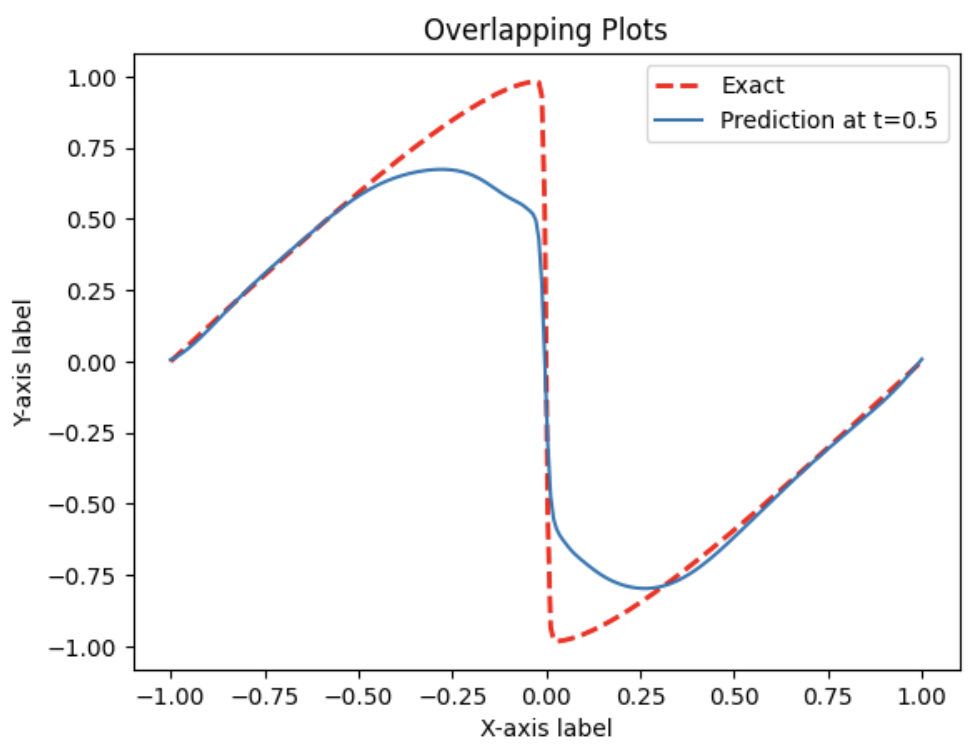 Overlapping Plots
Exact
Prediction at t=0.5
Y-axis label
1.00
0.75
0.50
0.25
0.00
−0.25
−0.50
−0.75
−1.00
−1.00 −0.75 −0.50 −0.25 0.00 0.25 0.50 0.75 1.00
X-axis label